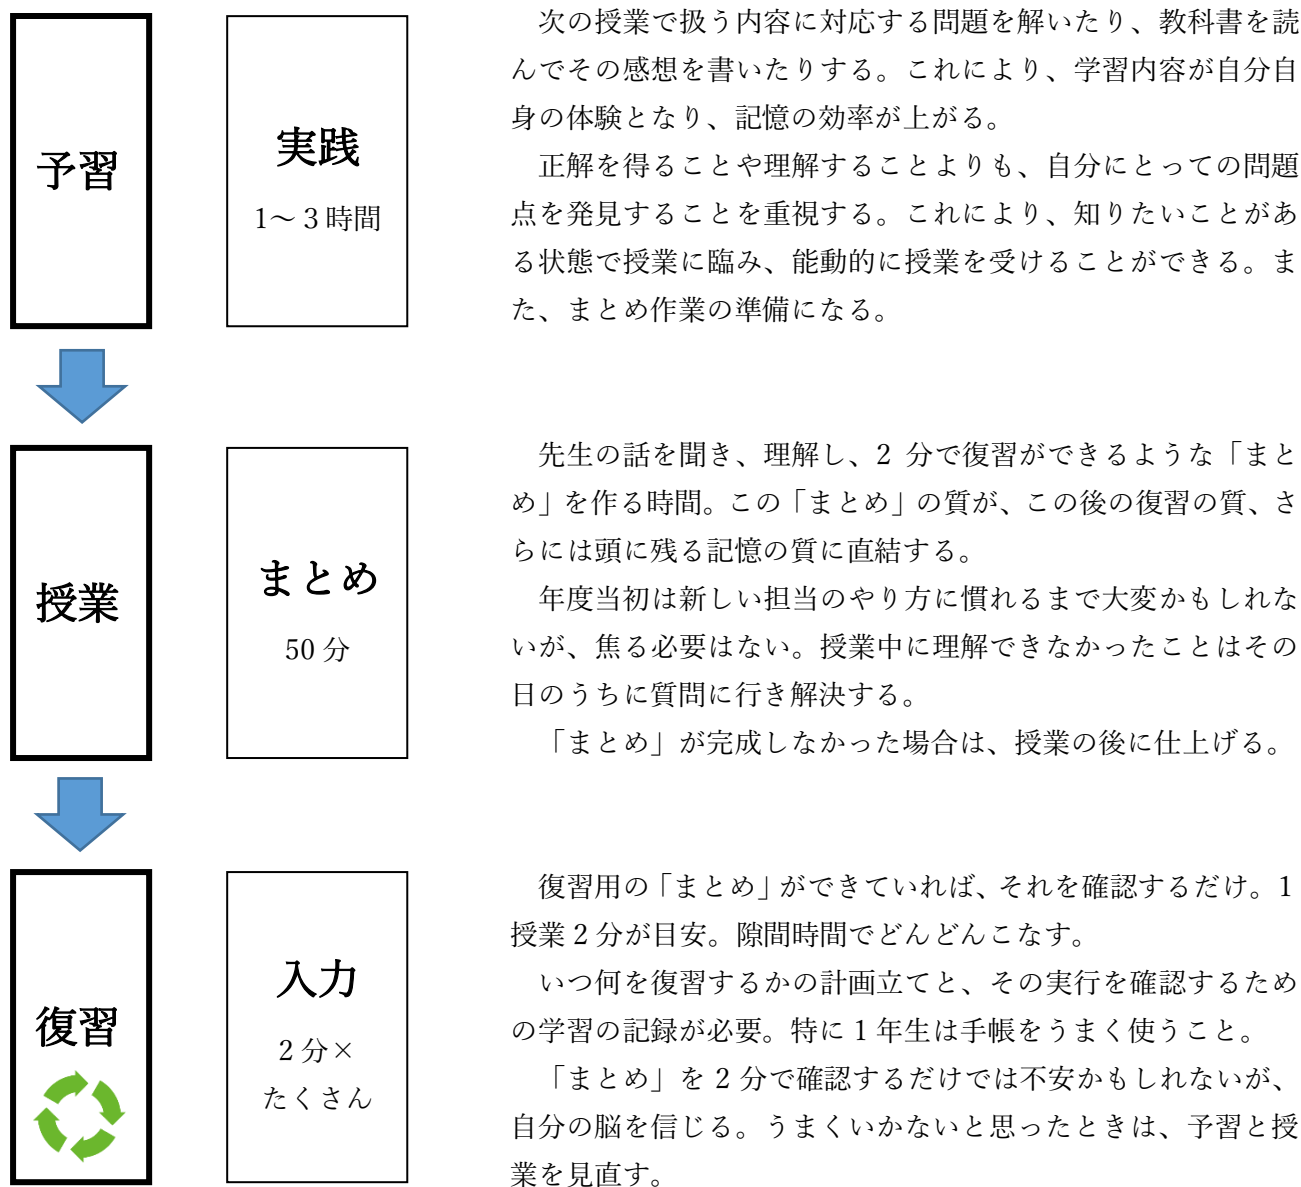 予習
実践
1～３時間
次の授業で扱う内容に対応する問題を解いたり、教科書を読
んでその感想を書いたりする。これにより、学習内容が自分自
身の体験となり、記憶の効率が上がる。
正解を得ることや理解することよりも、自分にとっての問題
点を発見することを重視する。これにより、知りたいことがあ
る状態で授業に臨み、能動的に授業を受けることができる。ま
た、まとめ作業の準備になる。
授業
まとめ
50 分
先生の話を聞き、理解し、2 分で復習ができるような「まと
め」を作る時間。この「まとめ」の質が、この後の復習の質、さ
らには頭に残る記憶の質に直結する。
年度当初は新しい担当のやり方に慣れるまで大変かもしれな
いが、焦る必要はない。授業中に理解できなかったことはその
日のうちに質問に行き解決する。
「まとめ」が完成しなかった場合は、授業の後に仕上げる。
復習
入力
2 分×
たくさん
復習用の「まとめ」ができていれば、それを確認するだけ。1
授業 2 分が目安。隙間時間でどんどんこなす。
いつ何を復習するかの計画立てと、その実行を確認するため
の学習の記録が必要。特に 1 年生は手帳をうまく使うこと。
「まとめ」を 2 分で確認するだけでは不安かもしれないが、
自分の脳を信じる。うまくいかないと思ったときは、予習と授
業を見直す。